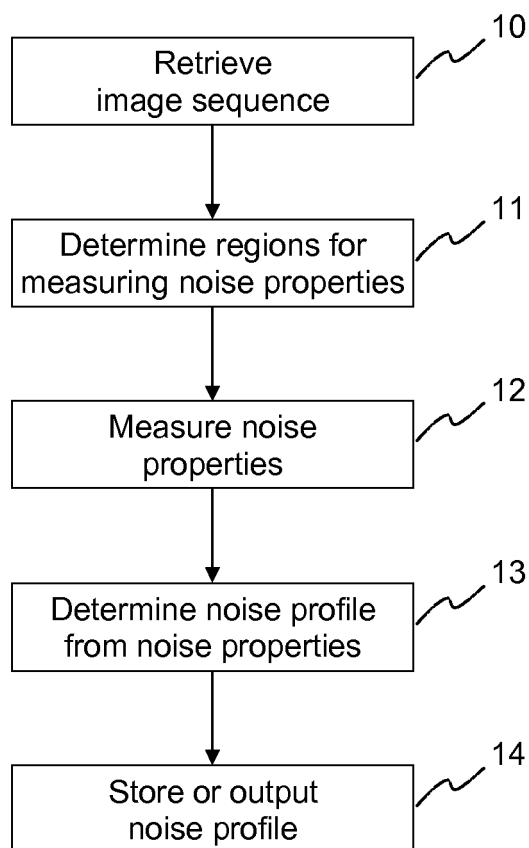 10
Retrieve
image sequence
11
Determine regions for
measuring noise properties
12
Measure noise
properties
13
Determine noise profile
from noise properties
14
Store or output
noise profile